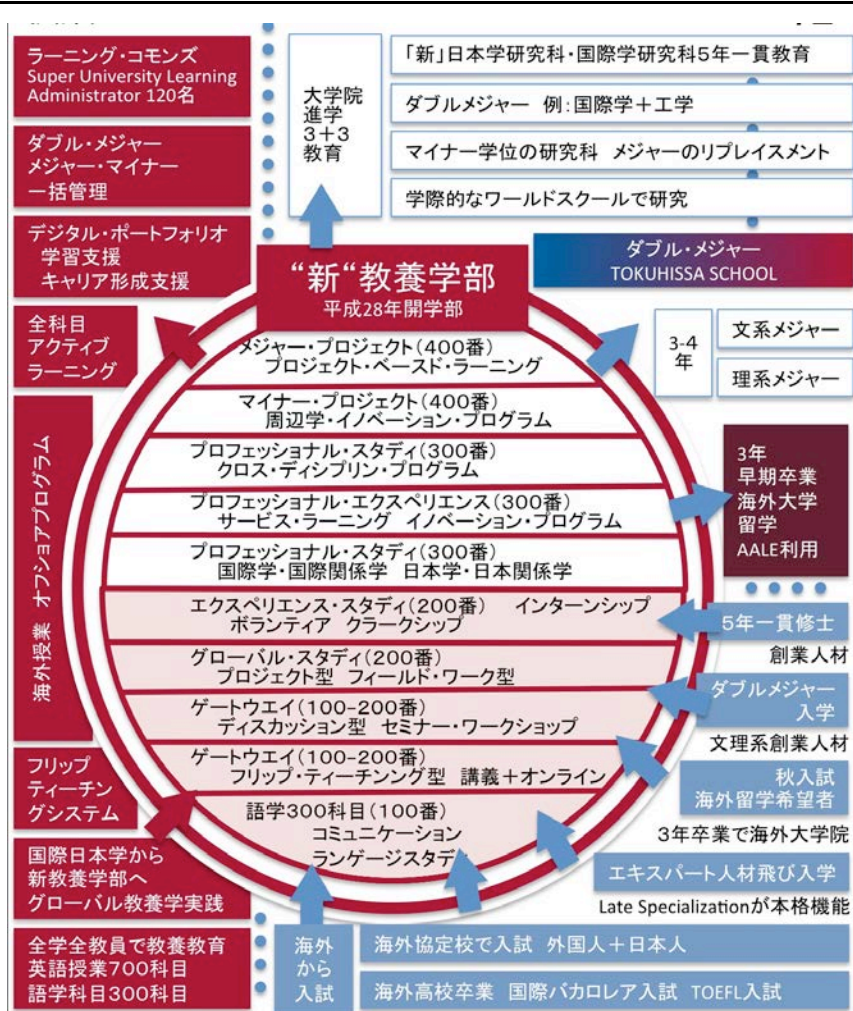 ラーニング・コモンズ
Super University Learning
Administrator 120名
ダブル・メジャー
メジャー・マイナー
一括管理
デジタル・ポートフォリオ
学習支援
キャリア形成支援
全科目
アクティブ
ラーニング
海外授業 オフショアプログラム
フリップ
ティーチン
グシステム
国際日本学から
新教養学部へ
グローバル教養学実践
全学全教員で教養教育
英語授業700科目
語学科目300科目
大学院
進学
3+3
教育
「新」日本学研究科・国際学研究科5年一貫教育
ダブルメジャー 例:国際学+工学
マイナー学位の研究科 メジャーのリプレイスメント
学際的なワールドスクールで研究
“新“教養学部
平成28年開学部
ダブル・メジャー
TOKUHISSA SCHOOL
3-4
年
文系メジャー
理系メジャー
メジャー・プロジェクト(400番)
プロジェクト・ベースド・ラーニング
マイナー・プロジェクト(400番)
周辺学・イノベーション・プログラム
プロフェッショナル・スタディ(300番)
クロス・ディシプリン・プログラム
プロフェッショナル・エクスペリエンス(300番)
サービス・ラーニング イノベーション・プログラム
プロフェッショナル・スタディ(300番)
国際学・国際関係学 日本学・日本関係学
エクスペリエンス・スタディ(200番) インターンシップ
ボランティア クラークシップ
グローバル・スタディ(200番)
プロジェクト型 フィールド・ワーク型
ゲートウエイ(100-200番)
ディスカッション型 セミナー・ワークショップ
ゲートウエイ(100-200番)
フリップ・ティーチンング型 講義+オンライン
語学300科目(100番)
コミュニケーション
ランゲージスタディ
3年
早期卒業
海外大学
留学
AALE利用
5年一貫修士
創業人材
ダブルメジャー
入学
文理系創業人材
秋入試
海外留学希望者
3年卒業で海外大学院
エキスパート人材飛び入学
Late Specializationが本格機能
海外
から
入試
海外協定校で入試 外国人+日本人
海外高校卒業 国際バカロレア入試 TOEFL入試